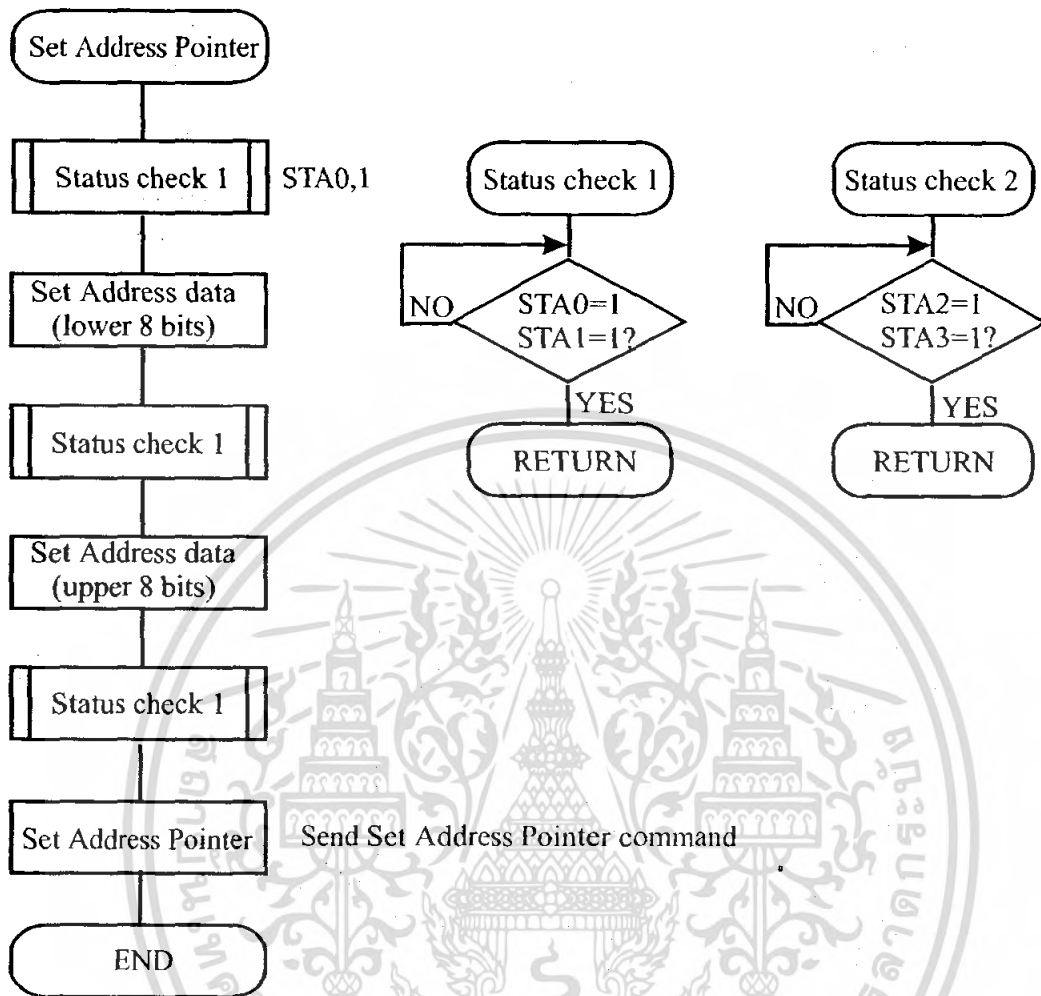 Set Address Pointer
Status check 1
STA0,1
Set Address data
(lower 8 bits)
Status check 1
Set Address data
(upper 8 bits)
Status check 1
Set Address Pointer
Send Set Address Pointer command
END
Status check 1
NO
STA0=1
STA1=1?
YES
RETURN
Status check 2
NO
STA2=1
STA3=1?
YES
RETURN